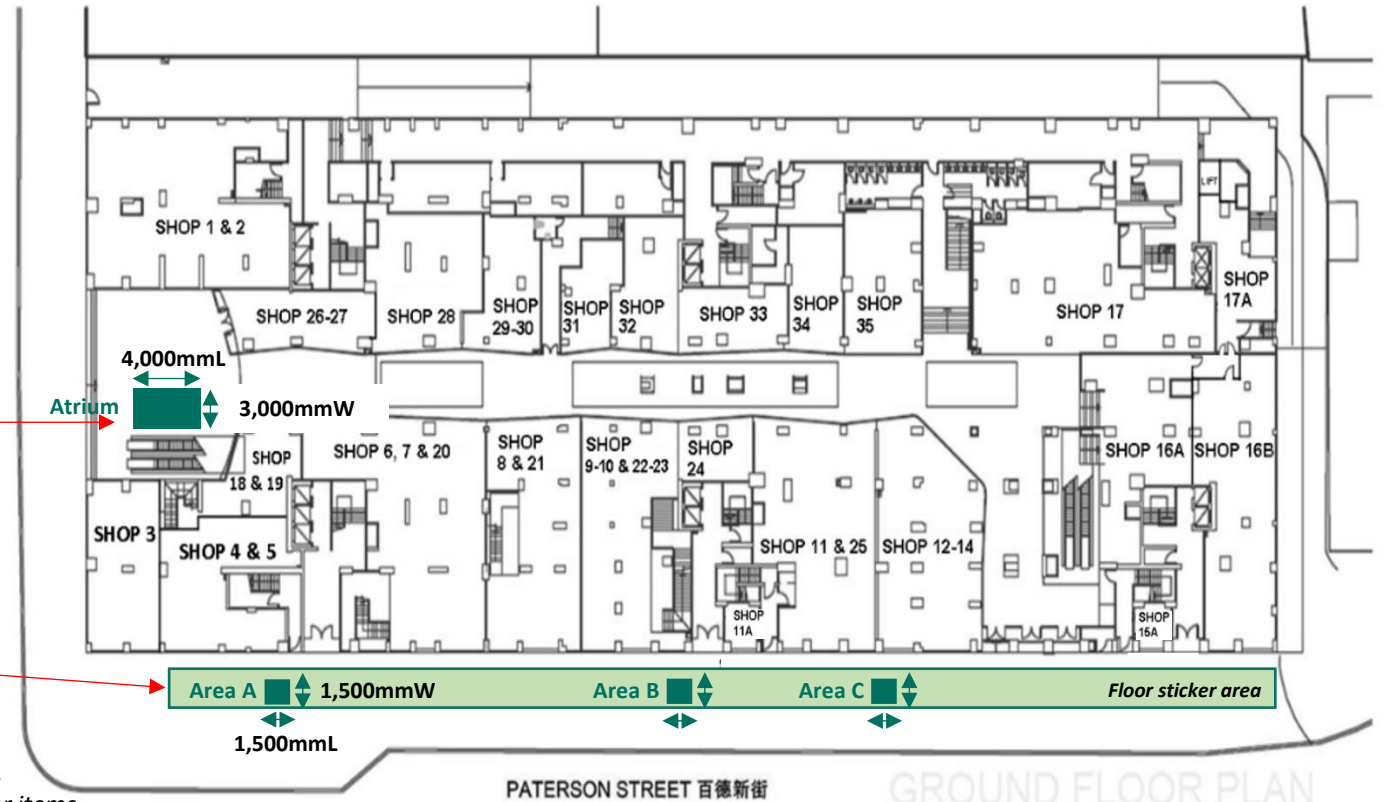 LIFT
SHOP 1 & 2
SHOP 26-27
SHOP 28
SHOP
29-30
SHOP
31
SHOP
32
SHOP 33
SHOP
34
SHOP
35
SHOP 17
SHOP
17A
4,000mmL
Atrium
3,000mmW
SHOP
18 & 19
SHOP 6, 7 & 20
SHOP
8 & 21
SHOP
9-10 & 22-23
SHOP
24
SHOP 16A
SHOP 16B
SHOP 3
SHOP 4 & 5
SHOP 11 & 25
SHOP 12-14
SHOP
11A
SHOP
15A
Area A
1,500mmW
Area B
Area C
Floor sticker area
1,500mmL
PATERSON STREET 百德新街
GROUND FLOOR PLAN
items